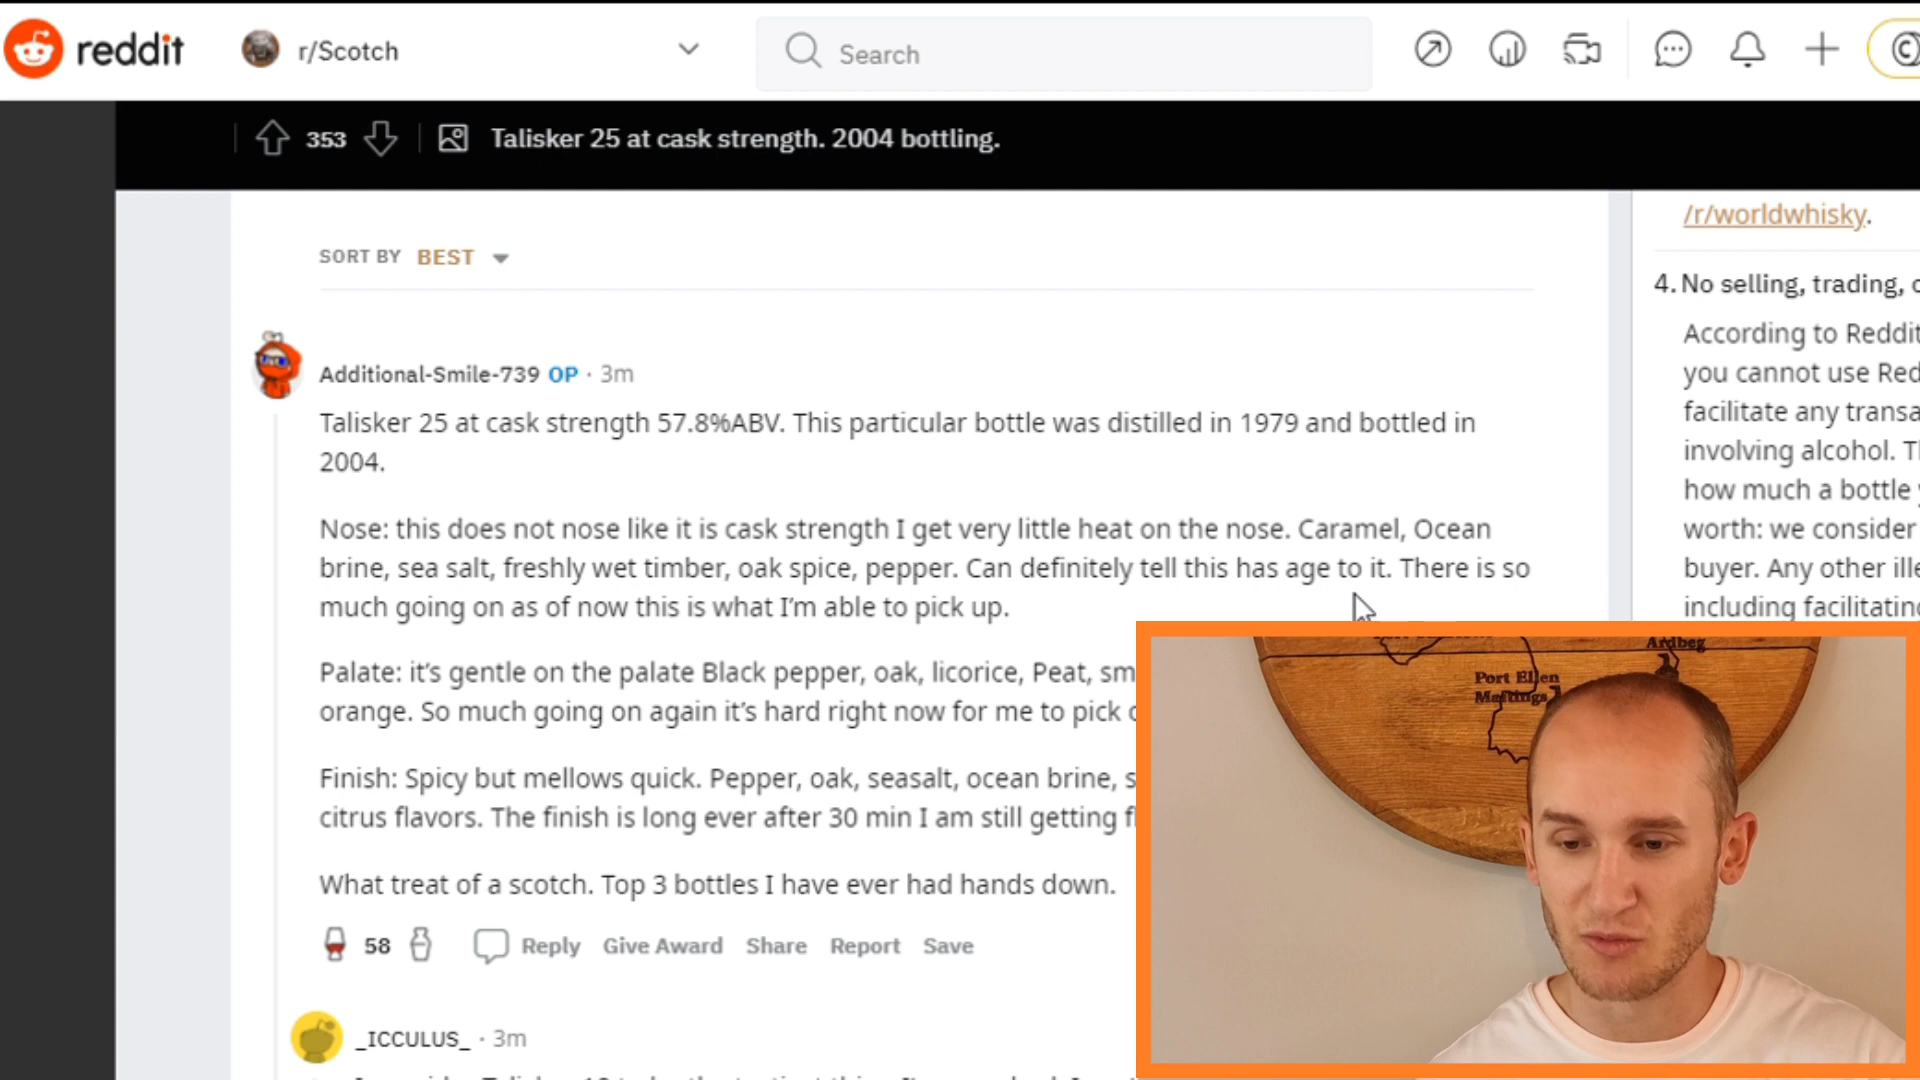 reddit
r/Scotch
Search
353
Talisker 25 at cask strength. 2004 bottling.
SORT BY BEST
/r/worldwhisky.
4. No selling, trading,
According to Reddit
you cannot use
facilitate any
involving alcohol.
how much a bottle
worth: we consider
buyer. Any other
including
Additional-Smile-739 OP · 3m
Talisker 25 at cask strength 57.8%ABV. This particular bottle was distilled in 1979 and bottled in
2004.
Nose: this does not nose like it is cask strength I get very little heat on the nose. Caramel, Ocean
brine, sea salt, freshly wet timber, oak spice, pepper. Can definitely tell this has age to it. There is so
much going on as of now this is what I'm able to pick up.
Palate: it's gentle on the palate Black pepper, oak, licorice, Peat, sm
orange. So much going on again it's hard right now for me to pick
Finish: Spicy but mellows quick. Pepper, oak, seasalt, ocean brine, s
citrus flavors. The finish is long ever after 30 min I am still getting
What treat of a scotch. Top 3 bottles I have ever had hands down.
58 Reply Give Award Share Report Save
_ICCULUS_ · 3m
Ardbeg
Port Ellen
Maltings